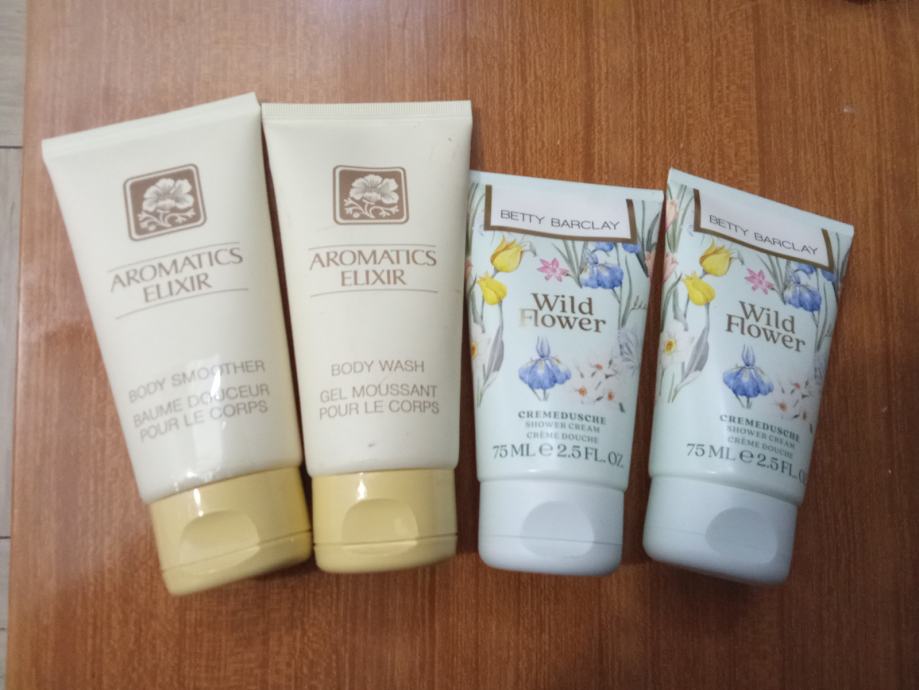 AROMATICS
ELIXIR
BODY SMOOTHER
BAUME DOUCEUR
POUR LE CORPS
AROMATICS
ELIXIR
BODY WASH
GEL MOUSSANT
POUR LE CORPS
BETTY BARCLAY
Wild
Flower
CREMEDUSCHE
SHOWER CREAM
CRÈME DOUCHE
75 ML ℮ 2.5 FL. OZ.
BETTY BARCLAY
Wild
Flower
CREMEDUSCHE
SHOWER CREAM
CRÈME DOUCHE
75 ML ℮ 2.5 FL. OZ